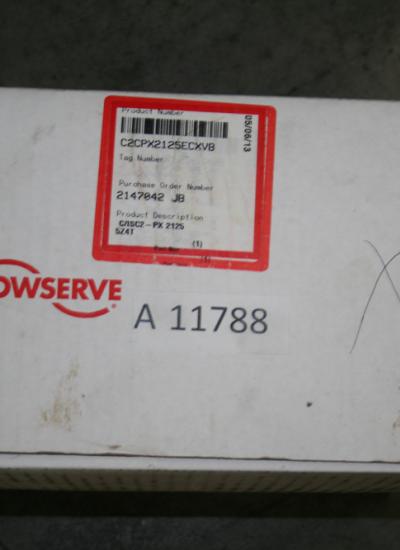 Product Number
05/06/13
C2CPX2125ECXVB
Tag Number
Purchase Order Number
2147042 JB
Product Description
C/ISC2-PX 2125
5Z4T
(1)
OWSERVE
A 11788